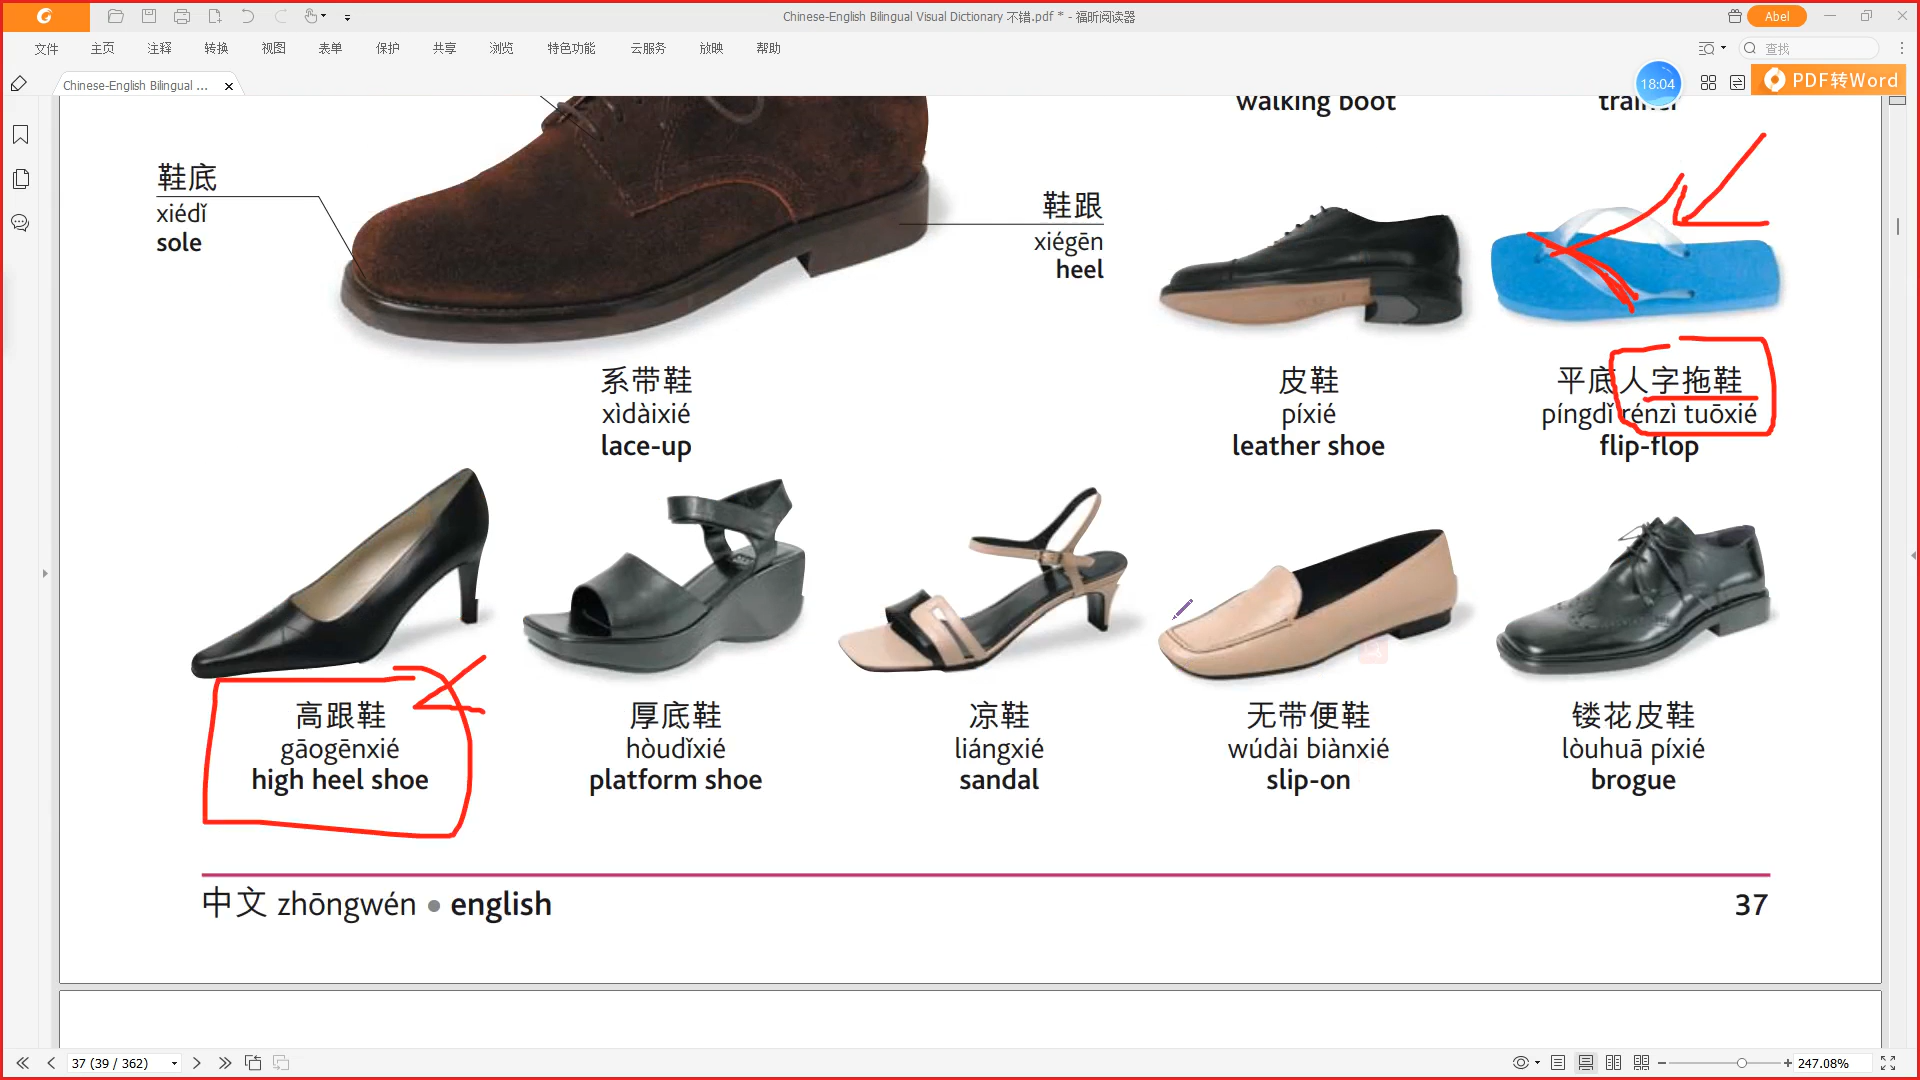 Chinese-English Bilingual Visual Dictionary 不错.pdf * - 福昕阅读器
Abel
文件 主页 注释 转换 视图 表单 保护 共享 浏览 特色功能 云服务 放映 帮助
查找
Chinese-English Bilingual ...
18:04
PDF转Word
walking boot
trainer
鞋底
xiédǐ
sole
鞋跟
xiégēn
heel
系带鞋
xìdàixié
lace-up
皮鞋
píxié
leather shoe
平底人字拖鞋
píngdǐ rénzì tuōxié
flip-flop
高跟鞋
gāogēnxié
high heel shoe
厚底鞋
hòudǐxié
platform shoe
凉鞋
liángxié
sandal
无带便鞋
wúdài biànxié
slip-on
镂花皮鞋
lòuhuā píxié
brogue
中文 zhōngwén ● english
37
37 (39 / 362)
247.08%